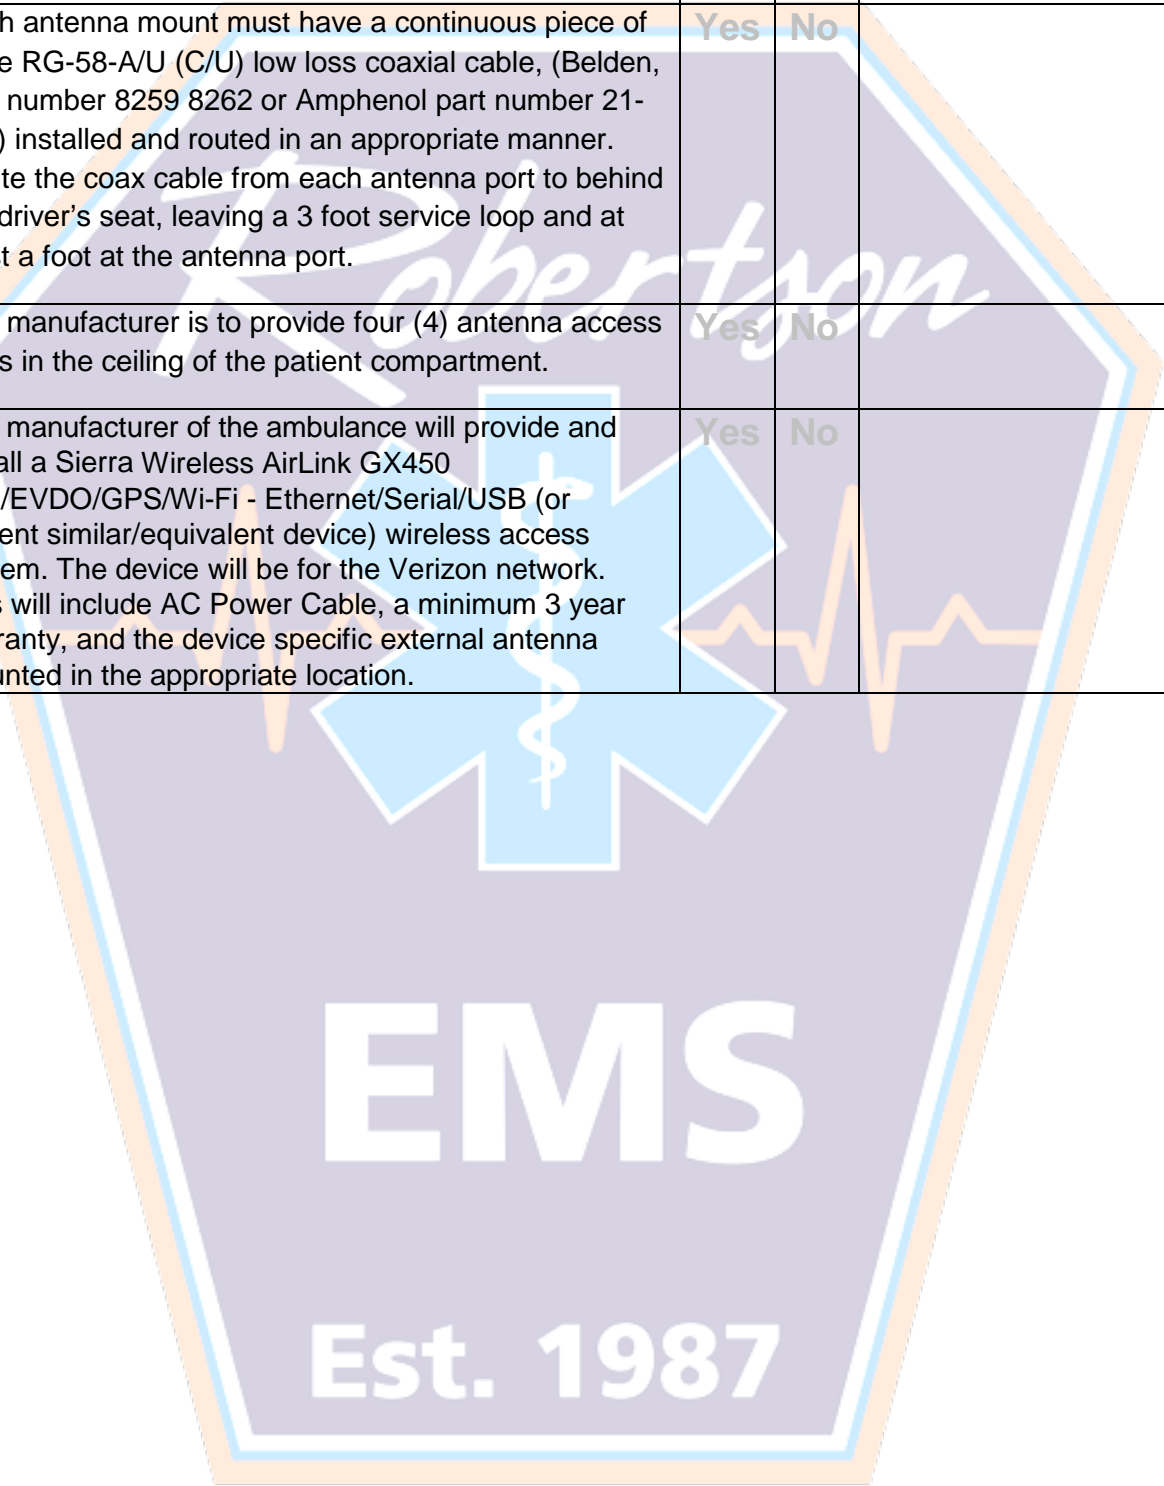 h antenna mount must have a continuous piece of Yes No
e RG-58-A/U (C/U) low loss coaxial cable, (Belden,
number 8259 8262 or Amphenol part number 21-
) installed and routed in an appropriate manner.
te the coax cable from each antenna port to behind
driver's seat, leaving a 3 foot service loop and at
t a foot at the antenna port.
manufacturer is to provide four (4) antenna access Yes No
s in the ceiling of the patient compartment.
manufacturer of the ambulance will provide and Yes No
all a Sierra Wireless AirLink GX450
/EVDO/GPS/Wi-Fi - Ethernet/Serial/USB (or
ent similar/equivalent device) wireless access
em. The device will be for the Verizon network.
s will include AC Power Cable, a minimum 3 year
ranty, and the device specific external antenna
unted in the appropriate location.
Robertson
EMS
Est. 1987